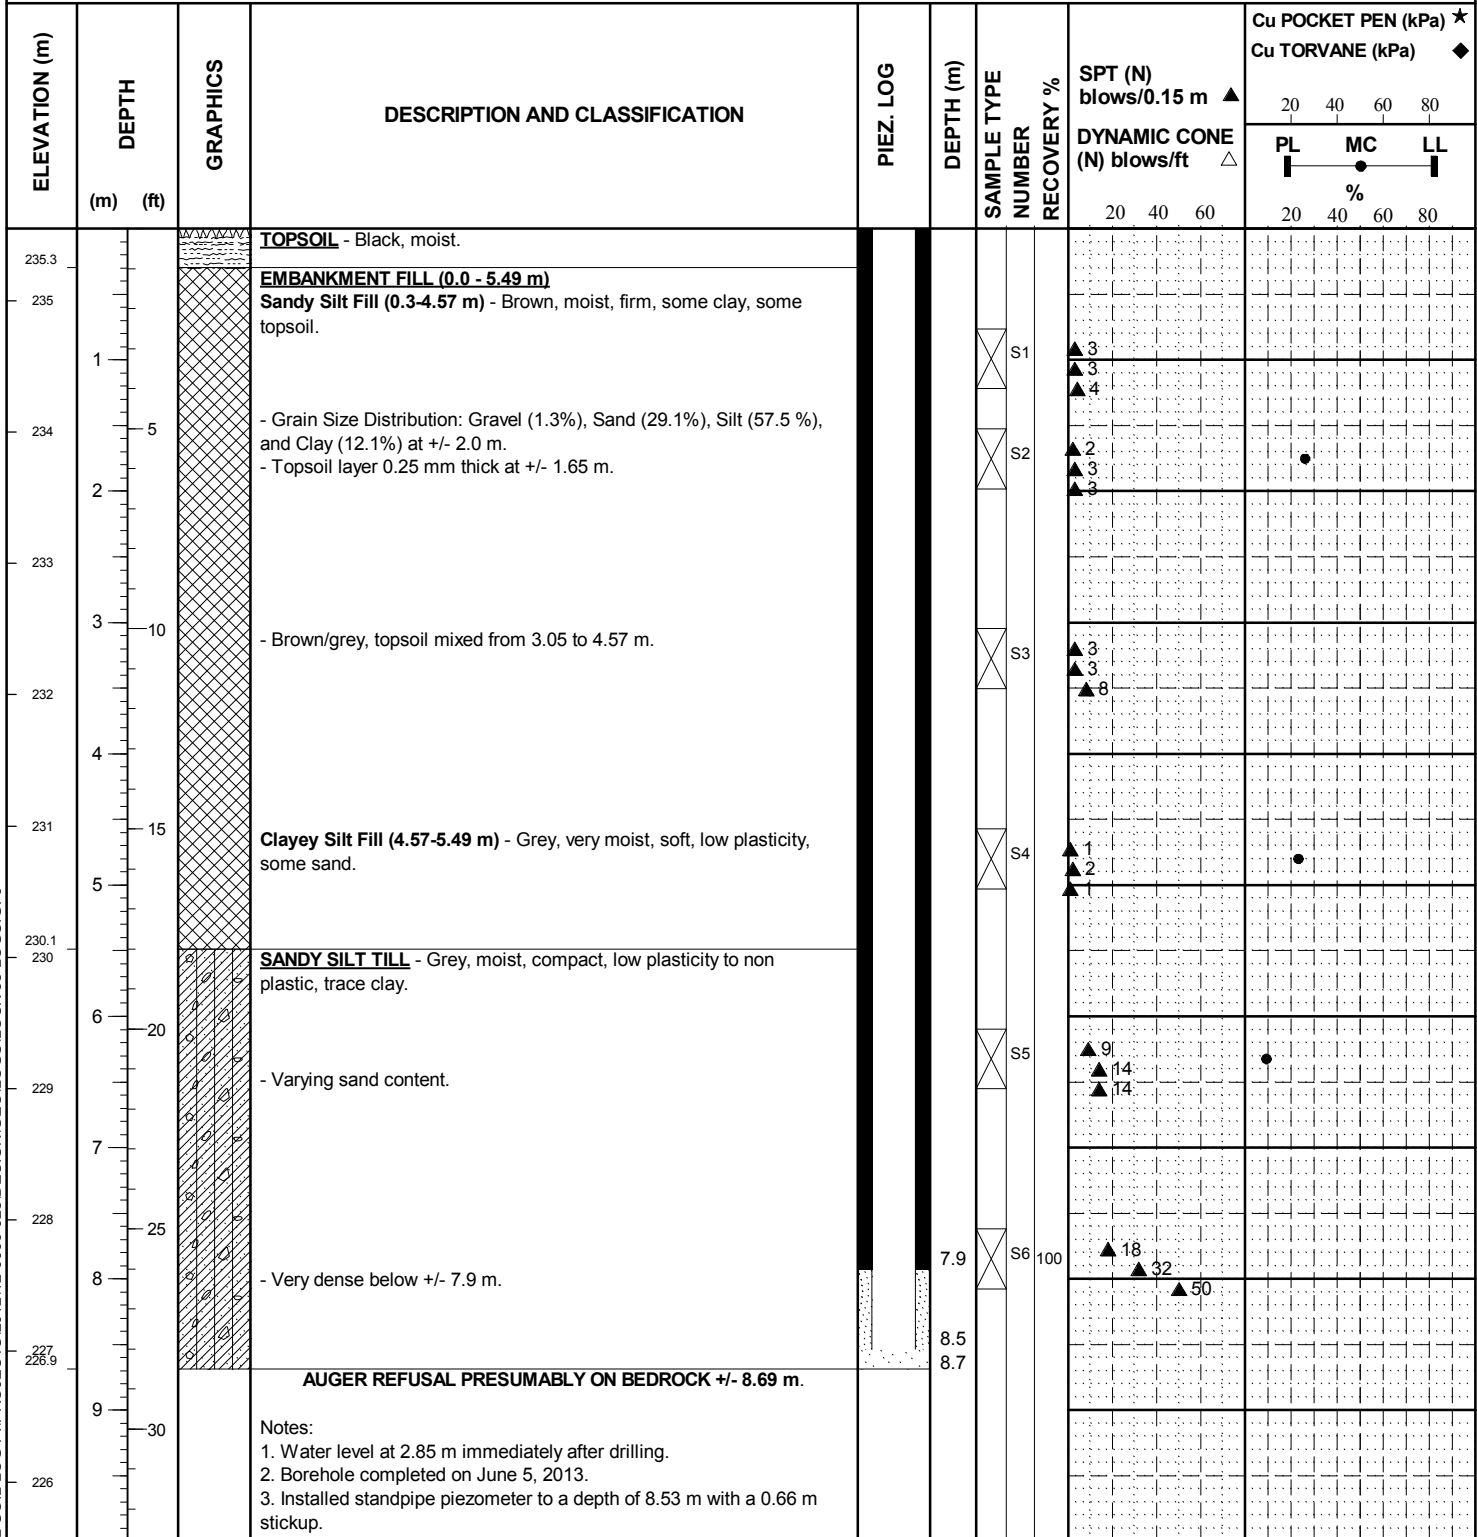 ELEVATION (m)
DEPTH
(m) (ft)
GRAPHICS
DESCRIPTION AND CLASSIFICATION
PIEZ. LOG
DEPTH (m)
SAMPLE TYPE
NUMBER
RECOVERY %
SPT (N)
blows/0.15 m ▲
DYNAMIC CONE
(N) blows/ft △
20 40 60
Cu POCKET PEN (kPa) ★
Cu TORVANE (kPa) ◆
20 40 60 80
PL MC LL
%
20 40 60 80
TOPSOIL - Black, moist.
235.3
EMBANKMENT FILL (0.0 - 5.49 m)
235
Sandy Silt Fill (0.3-4.57 m) - Brown, moist, firm, some clay, some
topsoil.
1
S1
3
3
4
- Grain Size Distribution: Gravel (1.3%), Sand (29.1%), Silt (57.5 %),
234
5
and Clay (12.1%) at +/- 2.0 m.
- Topsoil layer 0.25 mm thick at +/- 1.65 m.
S2
2
3
3
2
233
3
10
- Brown/grey, topsoil mixed from 3.05 to 4.57 m.
S3
3
3
8
232
4
231
15
Clayey Silt Fill (4.57-5.49 m) - Grey, very moist, soft, low plasticity,
some sand.
S4
1
2
1
5
230.1
230
SANDY SILT TILL - Grey, moist, compact, low plasticity to non
plastic, trace clay.
6
20
S5
9
14
14
- Varying sand content.
229
7
228
25
7.9
S6
100
18
32
50
8
- Very dense below +/- 7.9 m.
8.5
227
226.9
8.7
AUGER REFUSAL PRESUMABLY ON BEDROCK +/- 8.69 m.
9
30
Notes:
1. Water level at 2.85 m immediately after drilling.
2. Borehole completed on June 5, 2013.
226
3. Installed standpipe piezometer to a depth of 8.53 m with a 0.66 m
stickup.